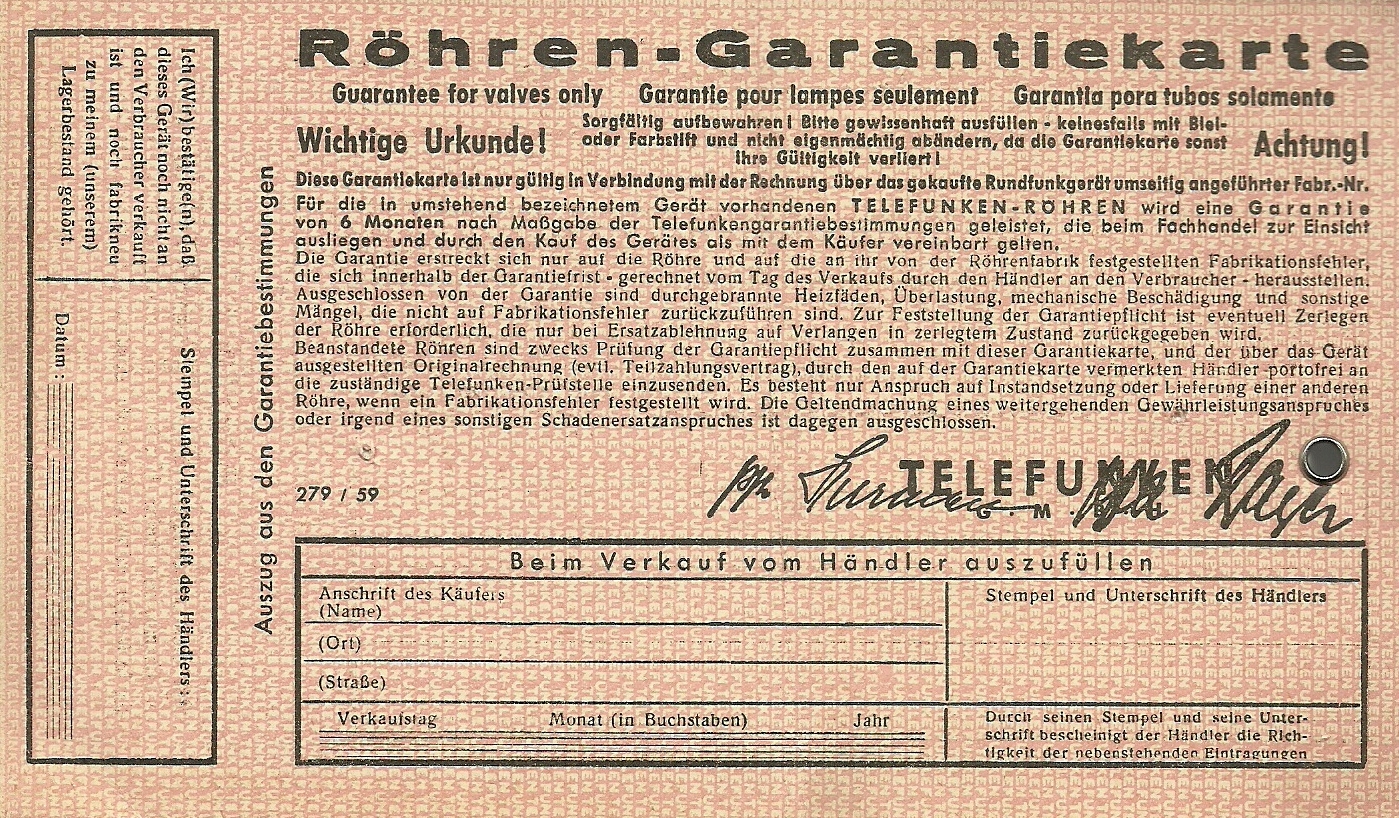 Röhren-Garantiekarte
Guarantee for valves only Garantie pour lampes seulement Garantia pora tubos solamente
Wichtige Urkunde!
Sorgfältig aufbewahren! Bitte gewissenhaft ausfüllen - keinesfalls mit Blei-
oder Farbstift und nicht eigenmächtig abändern, da die Garantiekarte sonst
ihre Gültigkeit verliert!
Achtung!
Diese Garantiekarte ist nur gültig in Verbindung mit der Rechnung über das gekaufte Rundfunkgerät umseitig angeführter Fabr.-Nr.
Für die in umstehend bezeichnetem Gerät vorhandenen TELEFUNKEN-RÖHREN wird eine Garantie
von 6 Monaten nach Maßgabe der Telefunkengarantiebestimmungen geleistet, die beim Fachhandel zur Einsicht
ausliegen und durch den Kauf des Gerätes als mit dem Käufer vereinbart gelten.
Die Garantie erstreckt sich nur auf die Röhre und auf die an ihr von der Röhrenfabrik festgestellten Fabrikationsfehler,
die sich innerhalb der Garantiefrist - gerechnet vom Tag des Verkaufs durch den Händler an den Verbraucher - herausstellen.
Ausgeschlossen von der Garantie sind durchgebrannte Heizfäden, Überlastung, mechanische Beschädigung und sonstige
Mängel, die nicht auf Fabrikationsfehler zurückzuführen sind. Zur Feststellung der Garantiepflicht ist eventuell Zerlegen
der Röhre erforderlich, die nur bei Ersatzablehnung auf Verlangen in zerlegtem Zustand zurückgegeben wird.
Beanstandete Röhren sind zwecks Prüfung der Garantiepflicht zusammen mit dieser Garantiekarte, und der über das Gerät
ausgestellten Originalrechnung (evtl. Teilzahlungsvertrag), durch den auf der Garantiekarte vermerkten Händler portofrei an
die zuständige Telefunken-Prüfstelle einzusenden. Es besteht nur Anspruch auf Instandsetzung oder Lieferung einer anderen
Röhre, wenn ein Fabrikationsfehler festgestellt wird. Die Geltendmachung eines weitergehenden Gewährleistungsanspruches
oder irgend eines sonstigen Schadenersatzanspruches ist dagegen ausgeschlossen.
279 / 59
TELEFUNKEN
G. M. B. H
Beim Verkauf vom Händler auszufüllen
Anschrift des Käufers
(Name)
(Ort)
(Straße)
Verkaufstag Monat (in Buchstaben) Jahr
Stempel und Unterschrift des Händlers
Durch seinen Stempel und seine Unter-
schrift bescheinigt der Händler die Rich-
tigkeit der nebenstehenden Eintragungen
Auszug aus den Garantiebestimmungen
Ich (Wir) bestätige(n), daß
dieses Gerät noch nicht an
den Verbraucher verkauft
ist und noch fabrikneu
zu meinem (unserem)
Lagerbestand gehört.
Stempel und Unterschrift des Händlers:
Datum: